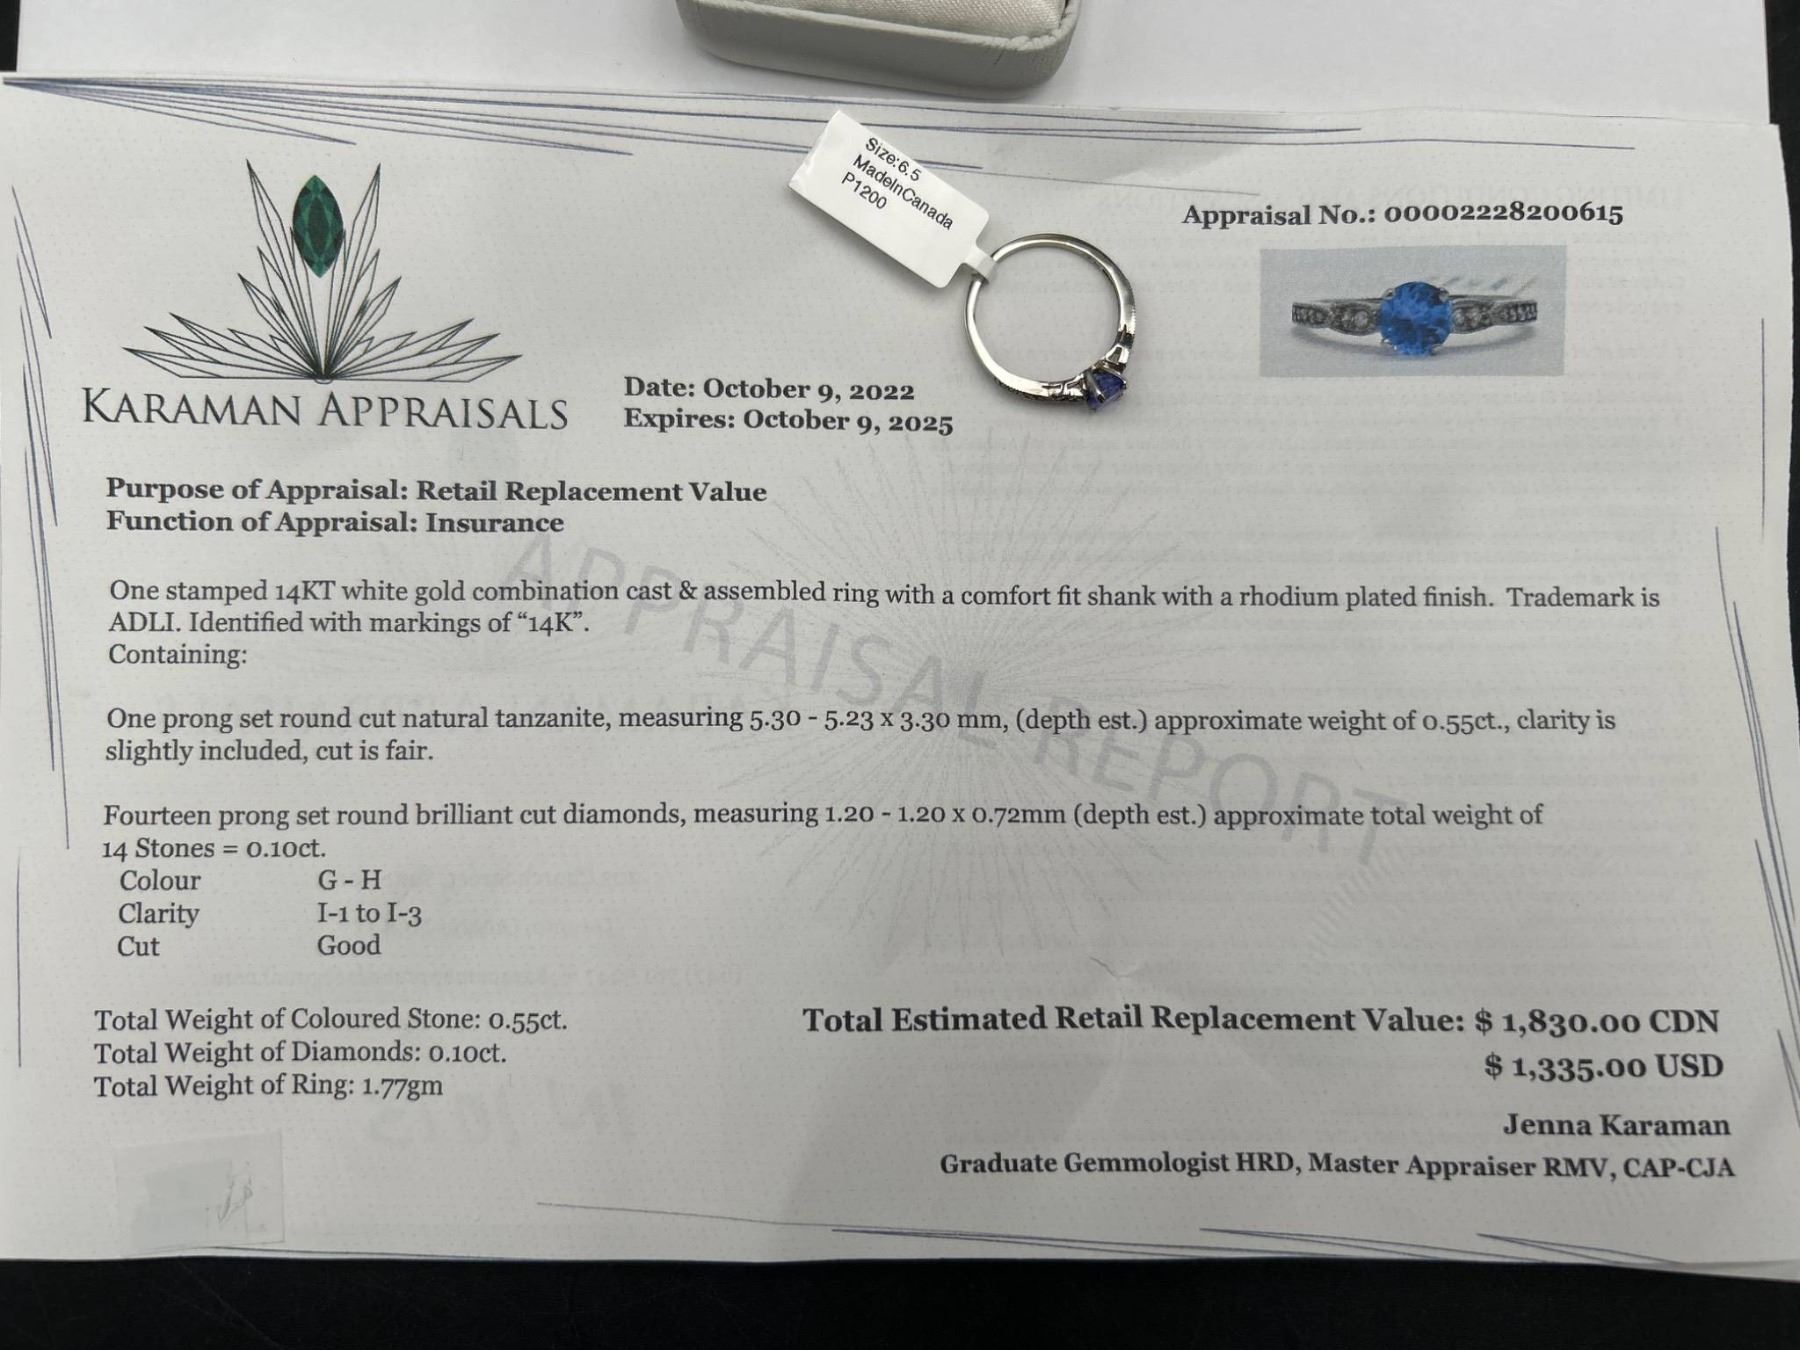 Size:6.5
MadeInCanada
P1200
Appraisal No.: 00002228200615
KARAMAN APPRAISALS
Date: October 9, 2022
Expires: October 9, 2025
Purpose of Appraisal: Retail Replacement Value
Function of Appraisal: Insurance
One stamped 14KT white gold combination cast & assembled ring with a comfort fit shank with a rhodium plated finish. Trademark is
ADLI. Identified with markings of “14K”.
Containing:
One prong set round cut natural tanzanite, measuring 5.30 - 5.23 x 3.30 mm, (depth est.) approximate weight of 0.55ct., clarity is
slightly included, cut is fair.
Fourteen prong set round brilliant cut diamonds, measuring 1.20 - 1.20 x 0.72mm (depth est.) approximate total weight of
14 Stones = 0.10ct.
Colour G - H
Clarity I-1 to I-3
Cut Good
APPRAISAL REPORT
Total Weight of Coloured Stone: 0.55ct.
Total Weight of Diamonds: 0.10ct.
Total Weight of Ring: 1.77gm
Total Estimated Retail Replacement Value: $ 1,830.00 CDN
$ 1,335.00 USD
Jenna Karaman
Graduate Gemmologist HRD, Master Appraiser RMV, CAP-CJA